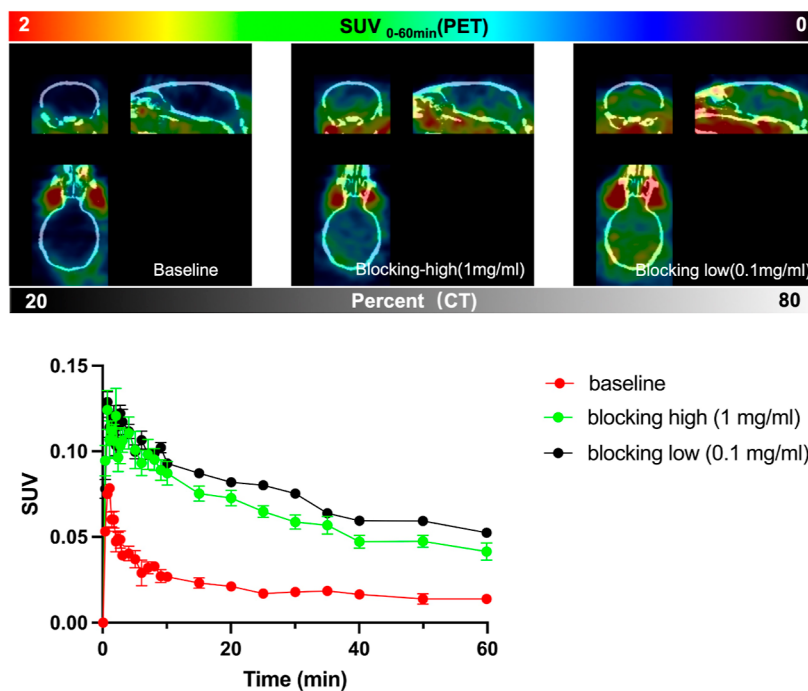 2 SUV 0-60min(PET) 0
Baseline
Blocking-high(1mg/ml)
Blocking low(0.1mg/ml)
20 Percent (CT) 80
0.15
0.10
0.05
0.00
SUV
0 20 40 60
Time (min)
baseline
blocking high (1 mg/ml)
blocking low (0.1 mg/ml)